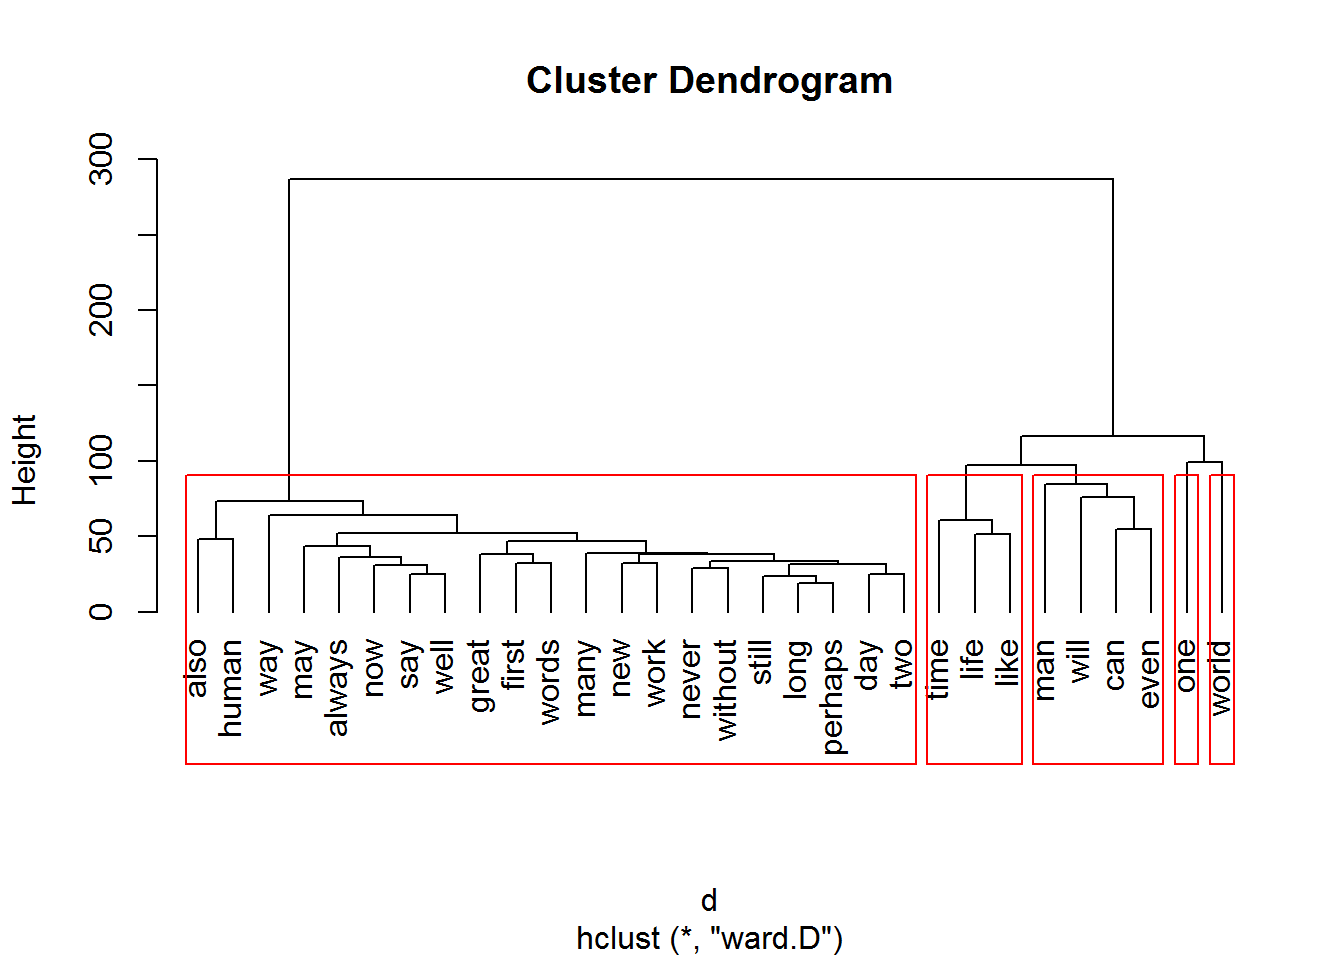 Cluster Dendrogram
Height
300
200
100
50
0
also
human
way
may
always
now
say
well
great
first
words
many
new
work
never
without
still
long
perhaps
day
two
time
life
like
man
will
can
even
one
world
d
hclust (*, "ward.D")